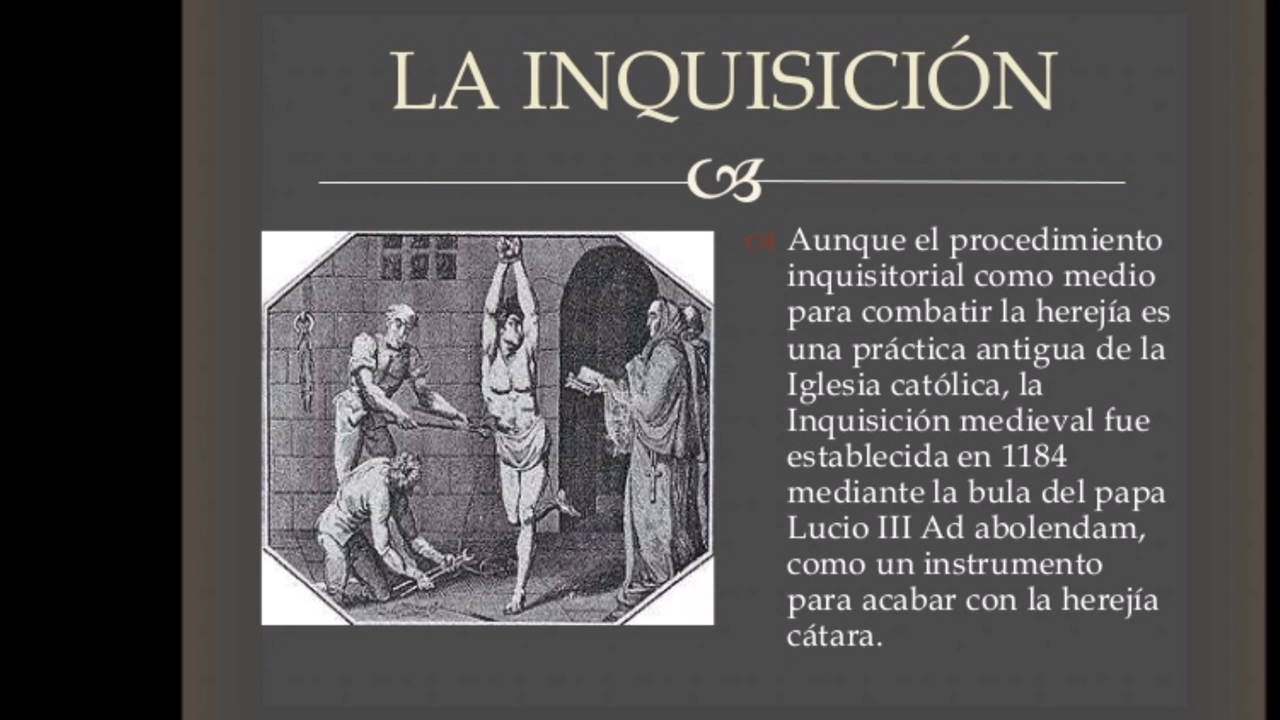 LA INQUISICIÓN
Aunque el procedimiento
inquisitorial como medio
para combatir la herejía es
una práctica antigua de la
Iglesia católica, la
Inquisición medieval fue
establecida en 1184
mediante la bula del papa
Lucio III Ad abolendam,
como un instrumento
para acabar con la herejía
cátara.